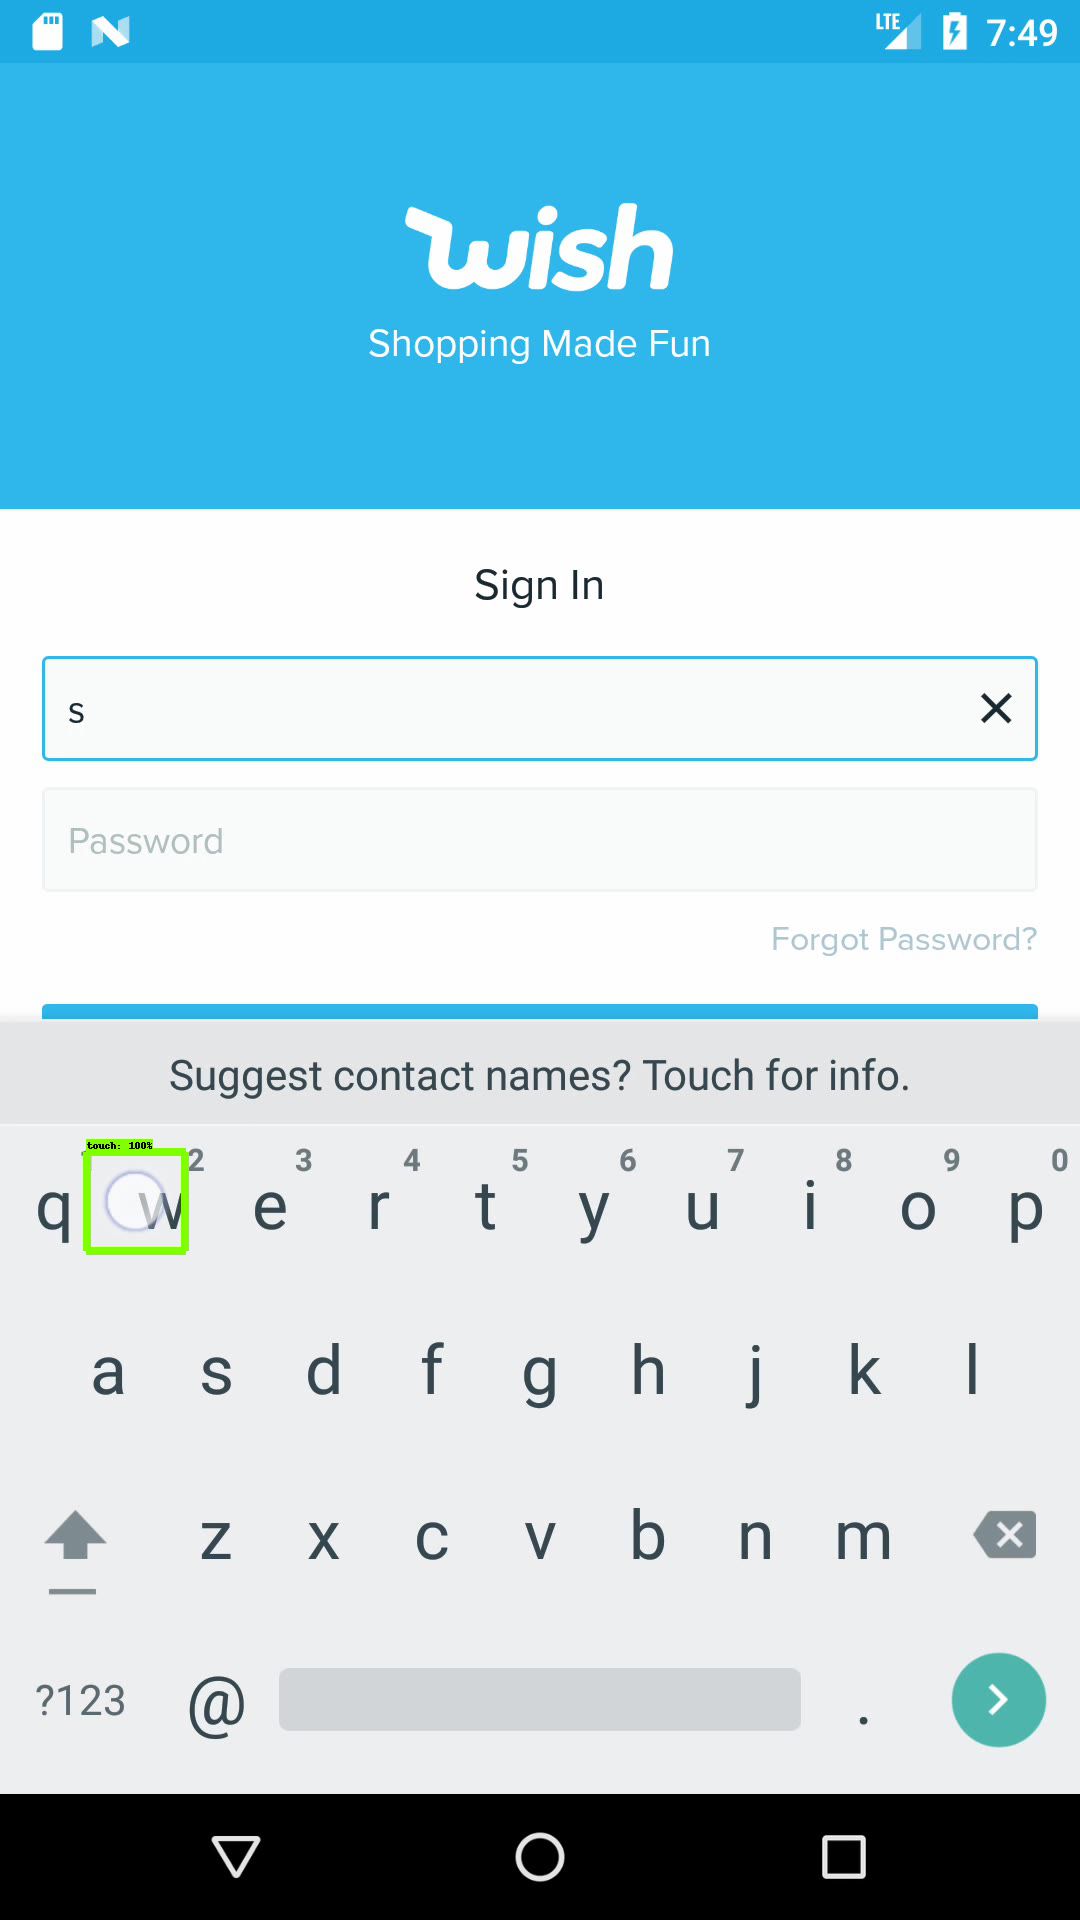 LTE 7:49
wish
Shopping Made Fun
Sign In
s
Password
Forgot Password?
Suggest contact names? Touch for info.
touch: 100%
2 3 4 5 6 7 8 9 0
q w e r t y u i o p
a s d f g h j k l
z x c v b n m
?123 @ .